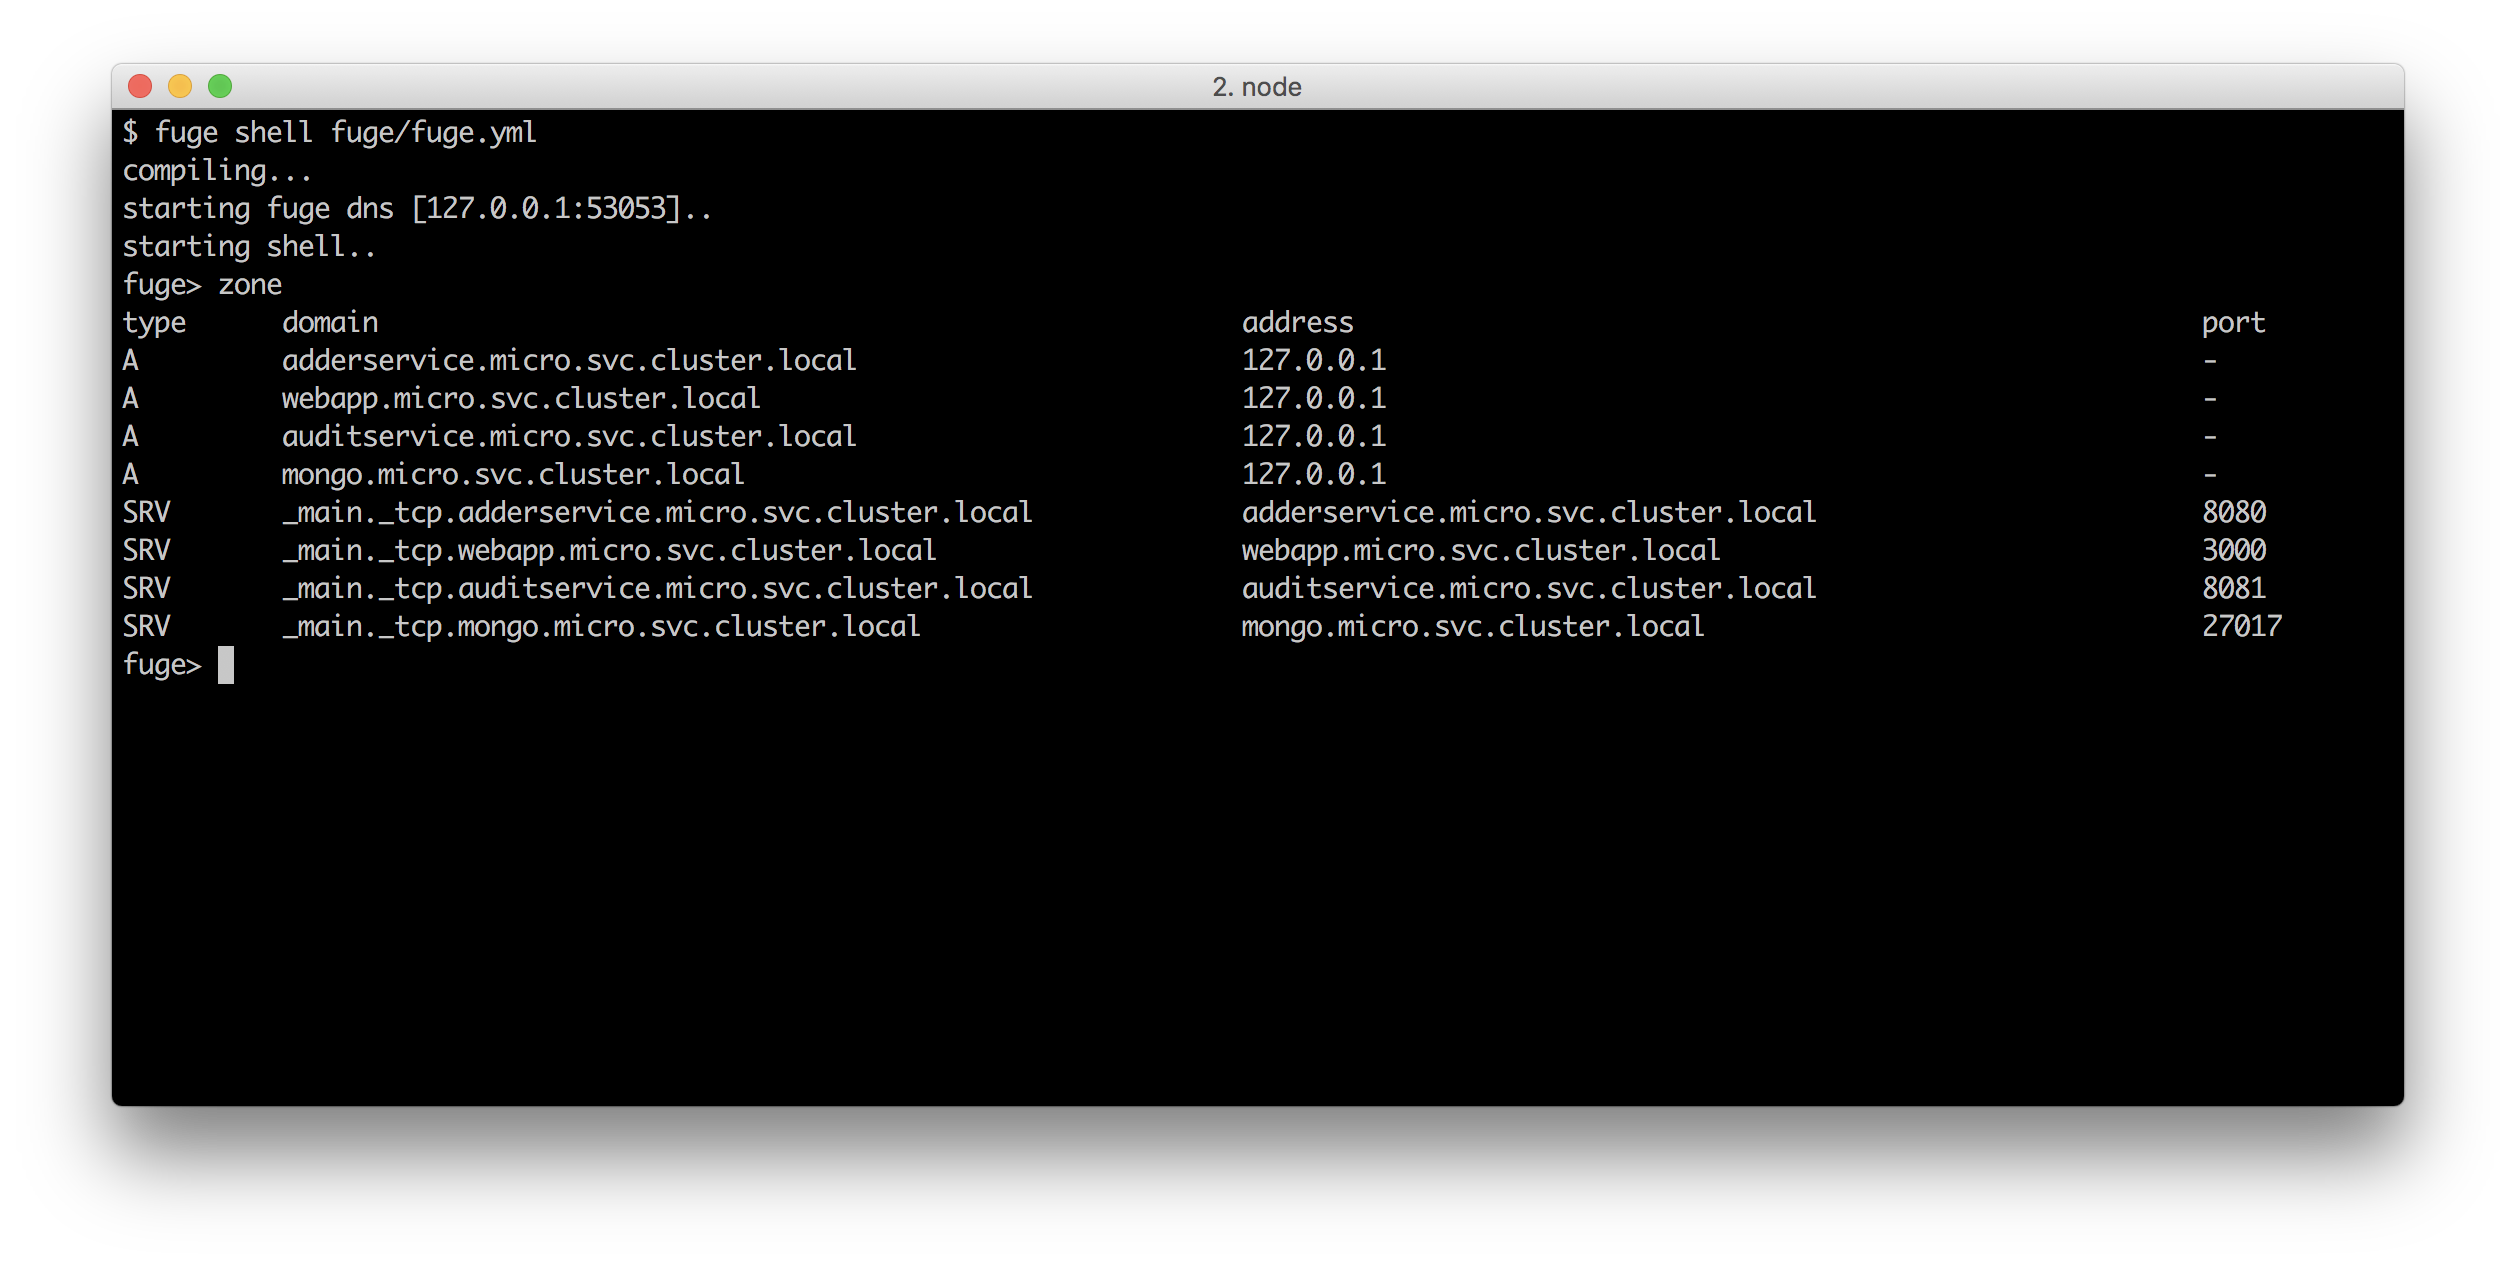 2. node
$ fuge shell fuge/fuge.yml
compiling...
starting fuge dns [127.0.0.1:53053]..
starting shell..
fuge> zone
type domain address port
A adderservice.micro.svc.cluster.local 127.0.0.1 -
A webapp.micro.svc.cluster.local 127.0.0.1 -
A auditservice.micro.svc.cluster.local 127.0.0.1 -
A mongo.micro.svc.cluster.local 127.0.0.1 -
SRV _main._tcp.adderservice.micro.svc.cluster.local adderservice.micro.svc.cluster.local 8080
SRV _main._tcp.webapp.micro.svc.cluster.local webapp.micro.svc.cluster.local 3000
SRV _main._tcp.auditservice.micro.svc.cluster.local auditservice.micro.svc.cluster.local 8081
SRV _main._tcp.mongo.micro.svc.cluster.local mongo.micro.svc.cluster.local 27017
fuge>